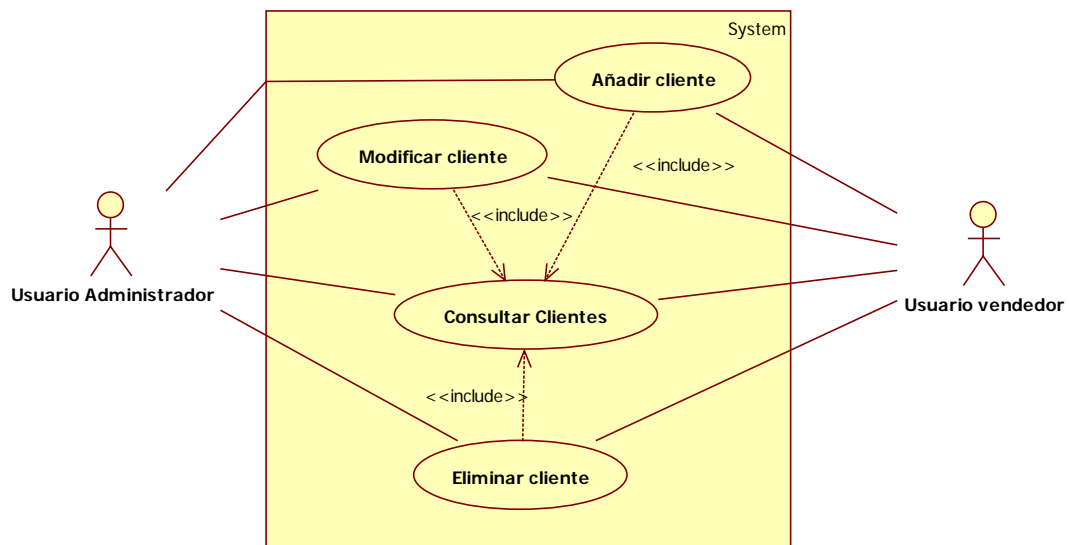 System
Añadir cliente
Modificar cliente
<<include>>
<<include>>
Usuario Administrador
Usuario vendedor
Consultar Clientes
<<include>>
Eliminar cliente